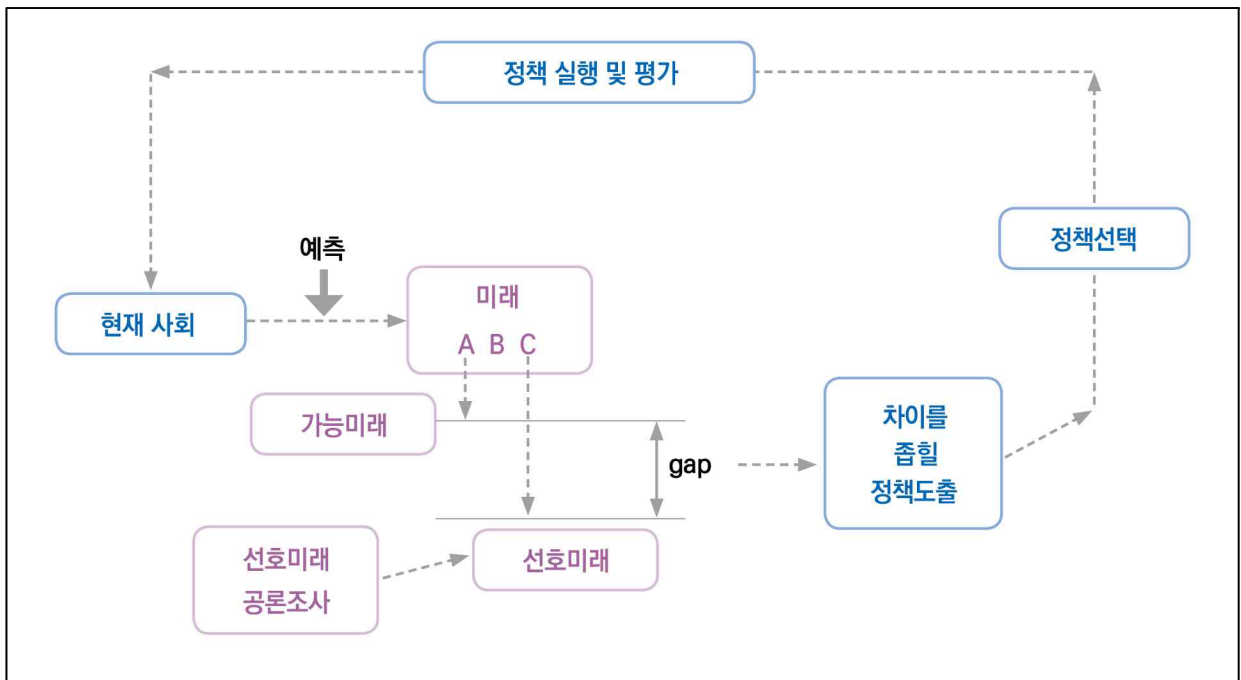 정책 실행 및 평가
정책선택
예측
미래
현재 사회
A B C
가능미래
차이를
좁힐
정책도출
gap
선호미래
공론조사
선호미래